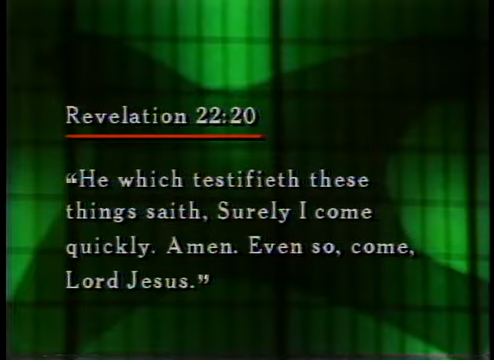 Revelation 22:20
“He which testifieth these
things saith, Surely I come
quickly. Amen. Even so, come,
Lord Jesus.”